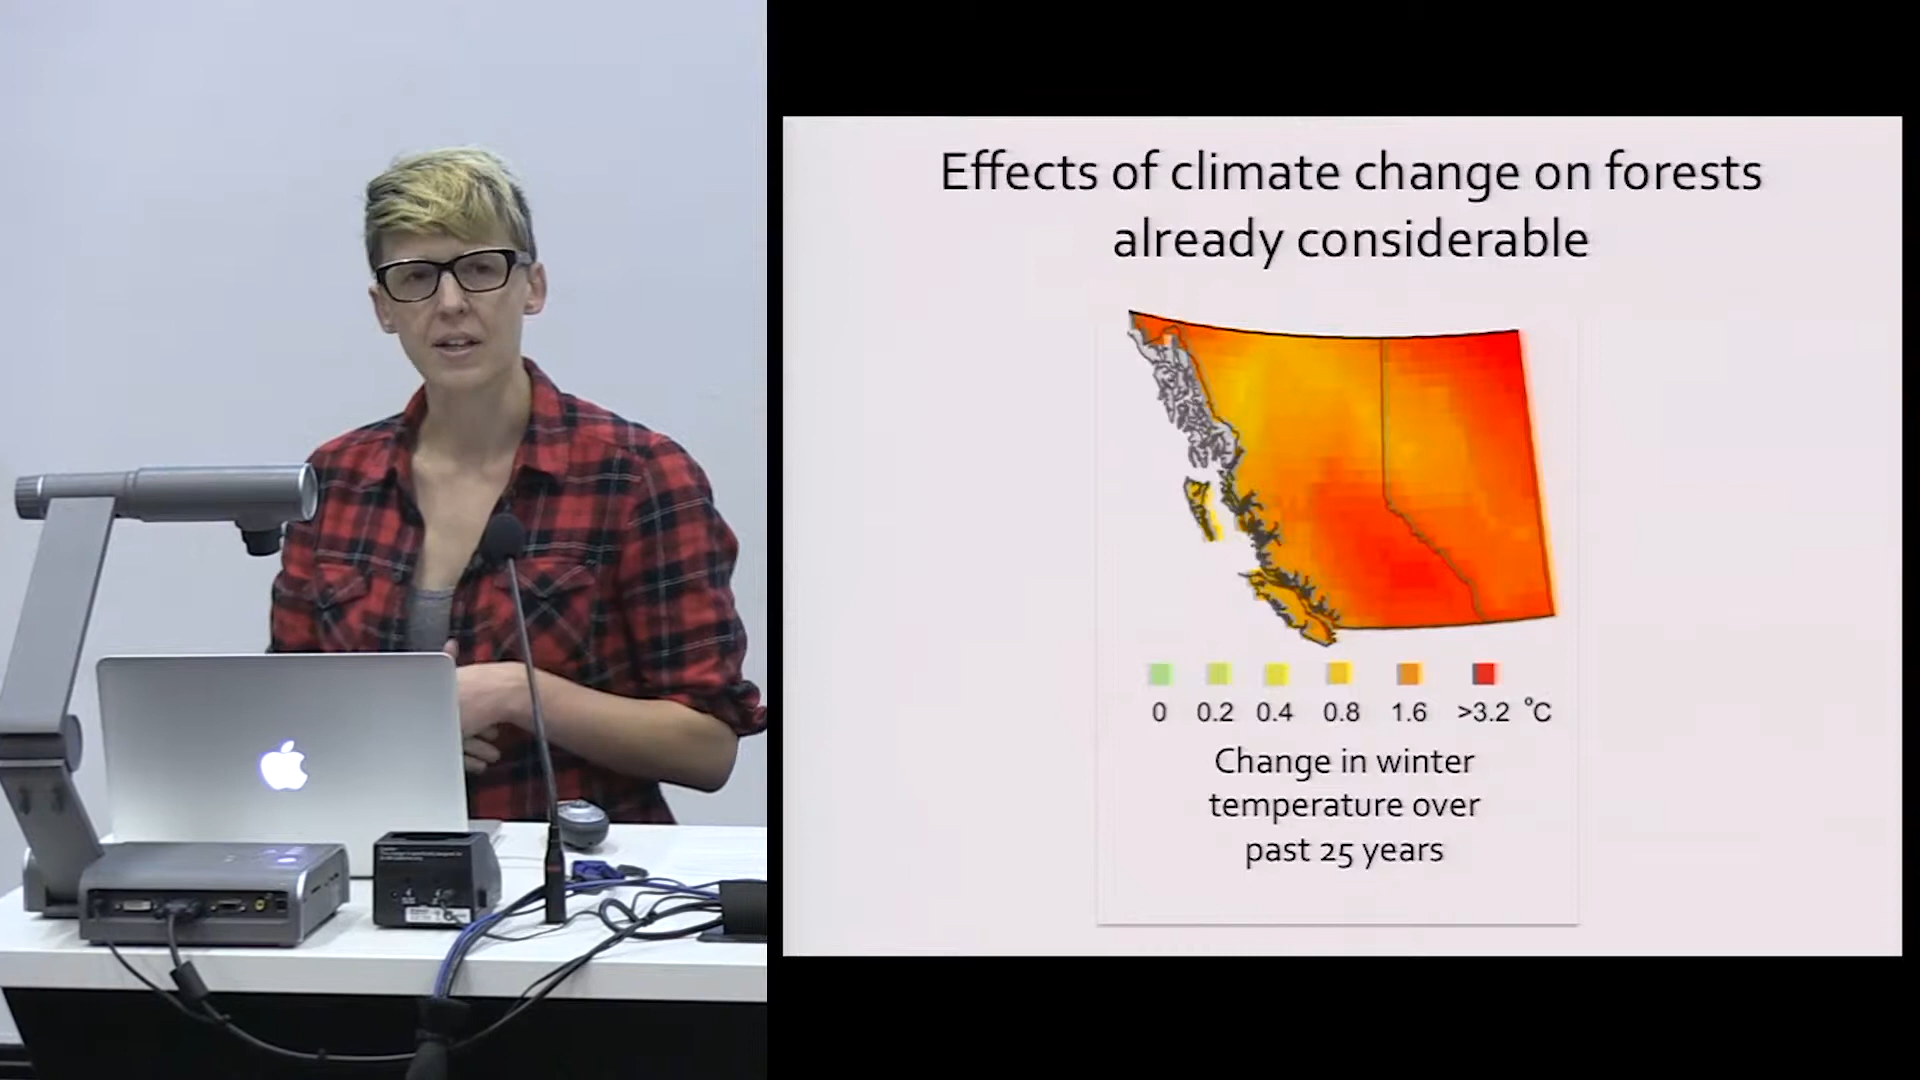 Effects of climate change on forests
already considerable
0 0.2 0.4 0.8 1.6 >3.2 °C
Change in winter
temperature over
past 25 years